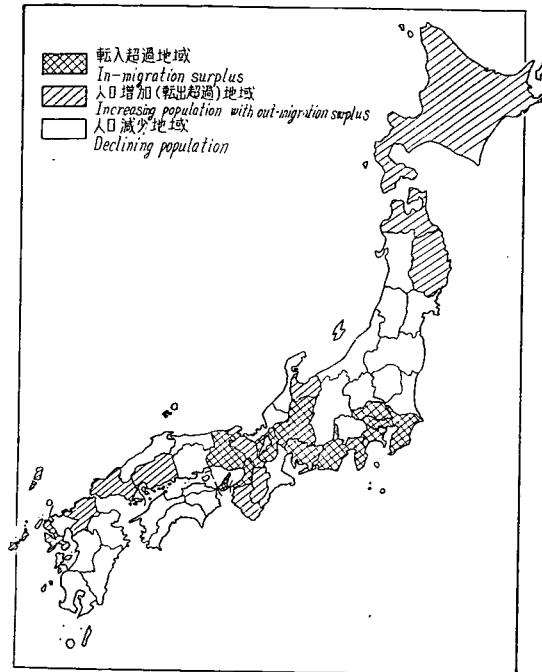 転入超過地域
In-migration surplus
人口増加(転出超過)地域
Increasing population with out-migration surplus
人口減少地域
Declining population